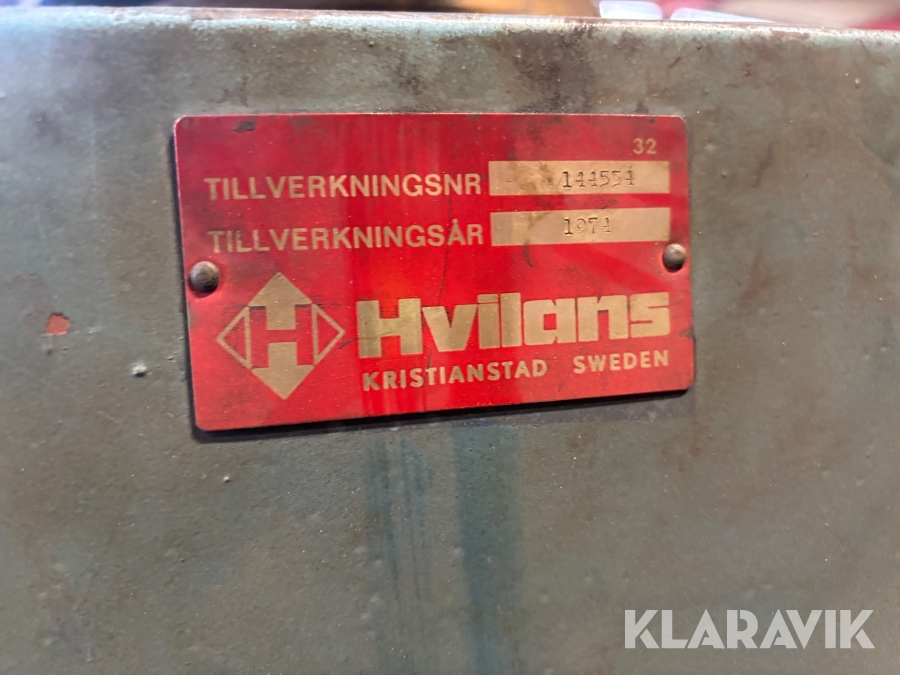 32
TILLVERKNINGSNR 144554
TILLVERKNINGSÅR 1974
H Hvilans
KRISTIANSTAD SWEDEN
KLARAVIK